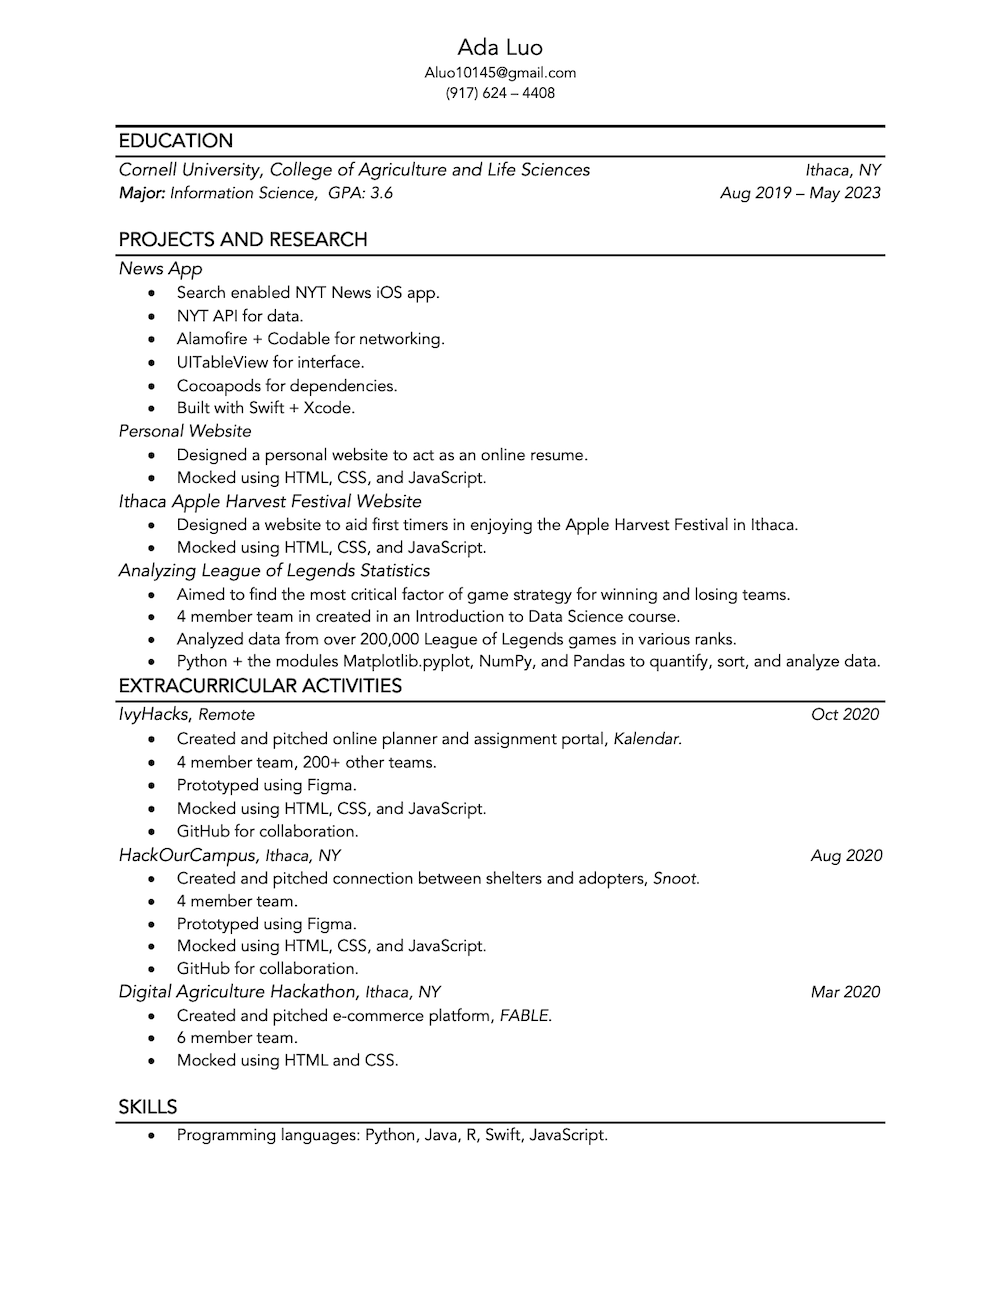 Ada Luo
Aluo10145@gmail.com
(917) 624 – 4408
EDUCATION
Cornell University, College of Agriculture and Life Sciences Ithaca, NY
Major: Information Science, GPA: 3.6 Aug 2019 – May 2023
PROJECTS AND RESEARCH
News App
• Search enabled NYT News iOS app.
• NYT API for data.
• Alamofire + Codable for networking.
• UITableView for interface.
• Cocoapods for dependencies.
• Built with Swift + Xcode.
Personal Website
• Designed a personal website to act as an online resume.
• Mocked using HTML, CSS, and JavaScript.
Ithaca Apple Harvest Festival Website
• Designed a website to aid first timers in enjoying the Apple Harvest Festival in Ithaca.
• Mocked using HTML, CSS, and JavaScript.
Analyzing League of Legends Statistics
• Aimed to find the most critical factor of game strategy for winning and losing teams.
• 4 member team in created in an Introduction to Data Science course.
• Analyzed data from over 200,000 League of Legends games in various ranks.
• Python + the modules Matplotlib.pyplot, NumPy, and Pandas to quantify, sort, and analyze data.
EXTRACURRICULAR ACTIVITIES
IvyHacks, Remote Oct 2020
• Created and pitched online planner and assignment portal, Kalendar.
• 4 member team, 200+ other teams.
• Prototyped using Figma.
• Mocked using HTML, CSS, and JavaScript.
• GitHub for collaboration.
HackOurCampus, Ithaca, NY Aug 2020
• Created and pitched connection between shelters and adopters, Snoot.
• 4 member team.
• Prototyped using Figma.
• Mocked using HTML, CSS, and JavaScript.
• GitHub for collaboration.
Digital Agriculture Hackathon, Ithaca, NY Mar 2020
• Created and pitched e-commerce platform, FABLE.
• 6 member team.
• Mocked using HTML and CSS.
SKILLS
• Programming languages: Python, Java, R, Swift, JavaScript.